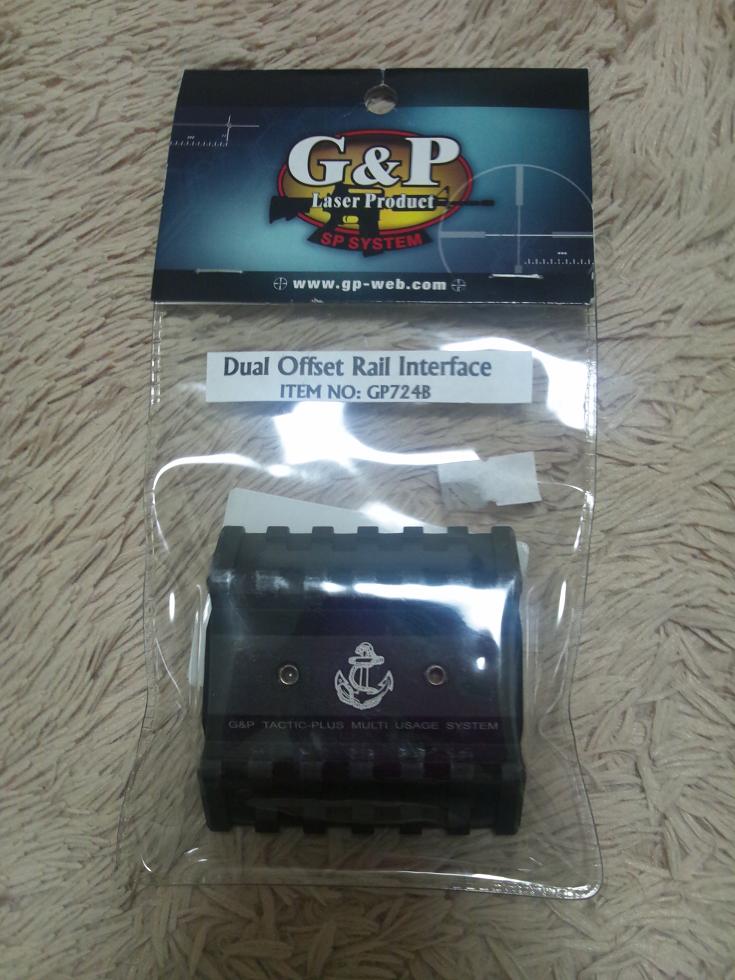 G&P
Laser Product
SP SYSTEM
www.gp-web.com
Dual Offset Rail Interface
ITEM NO: GP724B
G&P TACTIC-PLUS MULTI USAGE SYSTEM